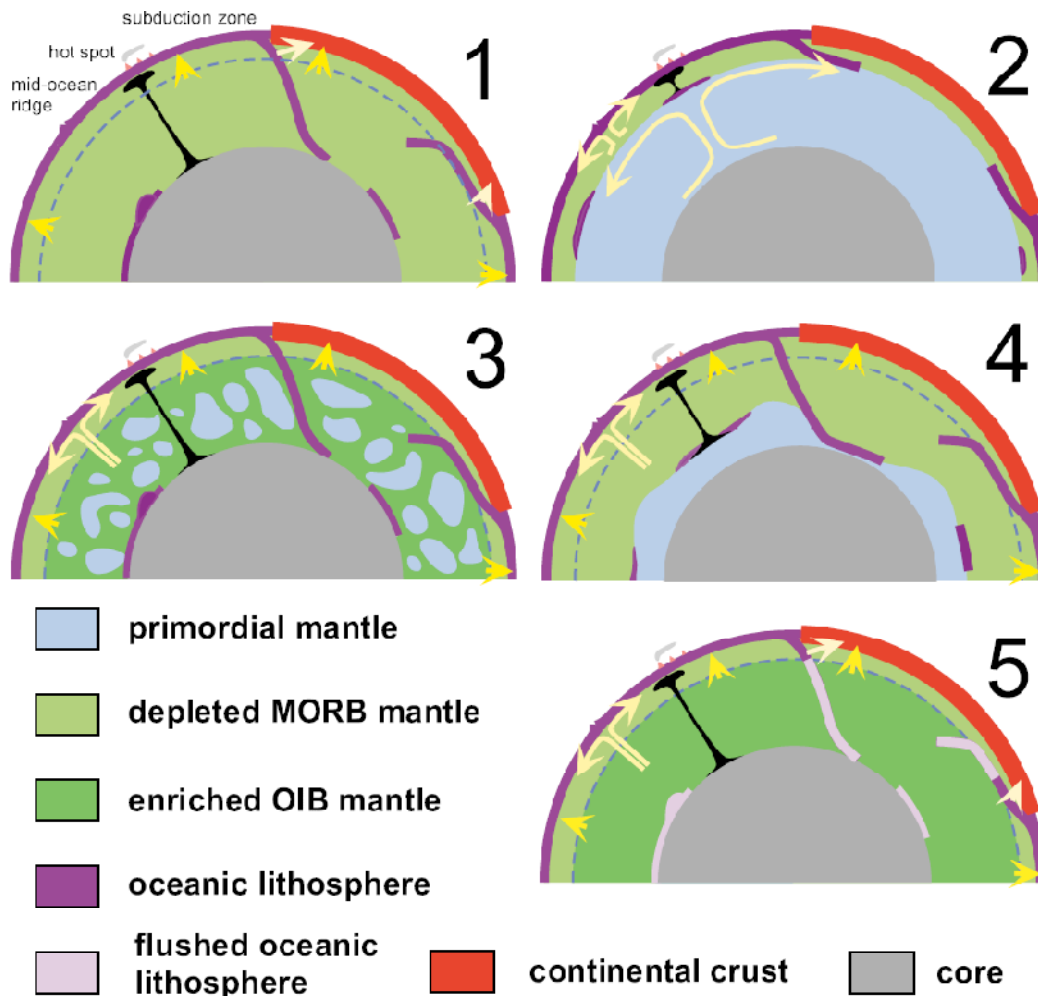 subduction zone
hot spot
mid-ocean
ridge
1
2
3
4
primordial mantle
depleted MORB mantle
5
enriched OIB mantle
oceanic lithosphere
flushed oceanic
lithosphere
continental crust
core